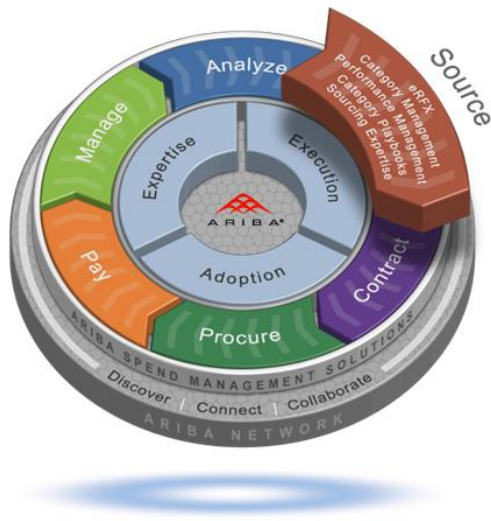 Source
eRFX
Category Management
Performance Management
Category Playbooks
Sourcing Expertise
Analyze
Manage
Pay
Procure
Contract
Expertise
Execution
Adoption
ARIBA®
ARIBA SPEND MANAGEMENT SOLUTIONS
Discover | Connect | Collaborate
ARIBA NETWORK